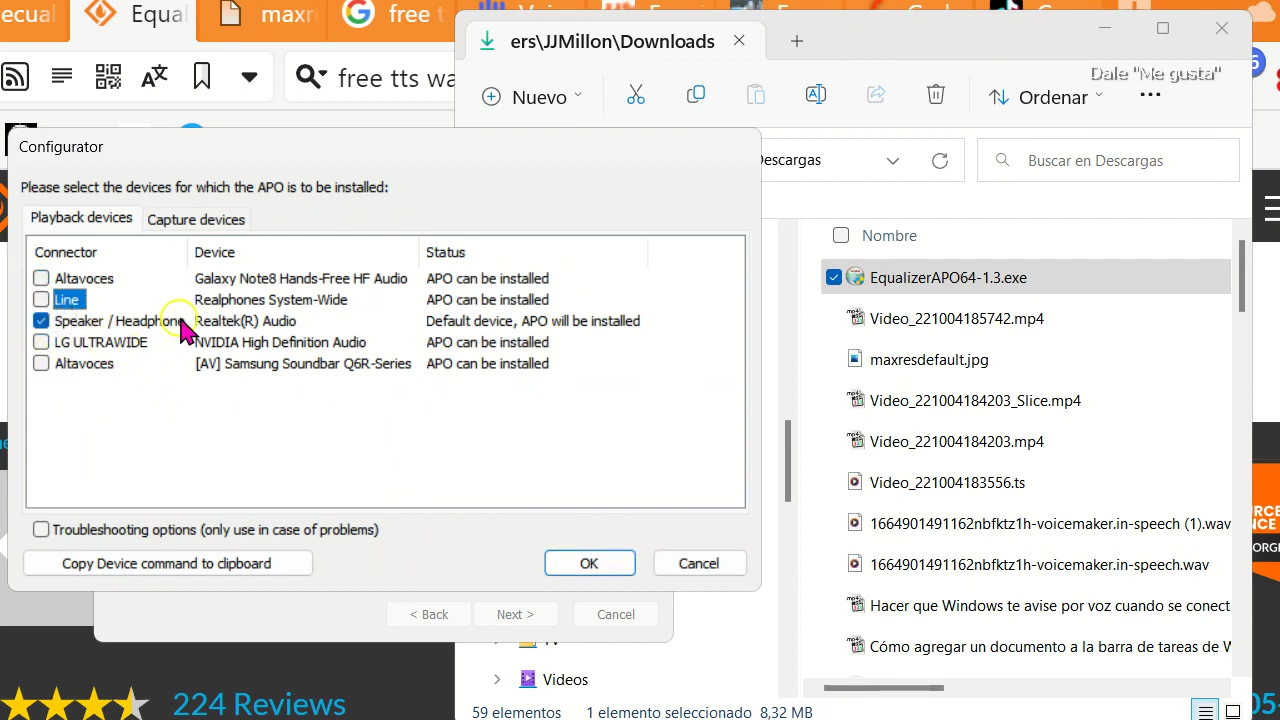 Equal
maxre
free t
ers\JJMillon\Downloads
free tts wa
Nuevo
Ordenar
Dale "Me gusta"
Descargas
Buscar en Descargas
Configurator
Please select the devices for which the APO is to be installed:
Playback devices
Capture devices
Connector Device Status
Altavoces Galaxy Note8 Hands-Free HF Audio APO can be installed
Line Realphones System-Wide APO can be installed
Speaker / Headphone Realtek(R) Audio Default device, APO will be installed
LG ULTRAWIDE NVIDIA High Definition Audio APO can be installed
Altavoces [AV] Samsung Soundbar Q6R-Series APO can be installed
Troubleshooting options (only use in case of problems)
Copy Device command to clipboard
OK
Cancel
< Back
Next >
Cancel
Nombre
EqualizerAPO64-1.3.exe
Video_221004185742.mp4
maxresdefault.jpg
Video_221004184203_Slice.mp4
Video_221004184203.mp4
Video_221004183556.ts
1664901491162nbfktz1h-voicemaker.in-speech (1).wav
1664901491162nbfktz1h-voicemaker.in-speech.wav
Hacer que Windows te avise por voz cuando se conect
Cómo agregar un documento a la barra de tareas de W
Videos
59 elementos
1 elemento seleccionado 8,32 MB
224 Reviews